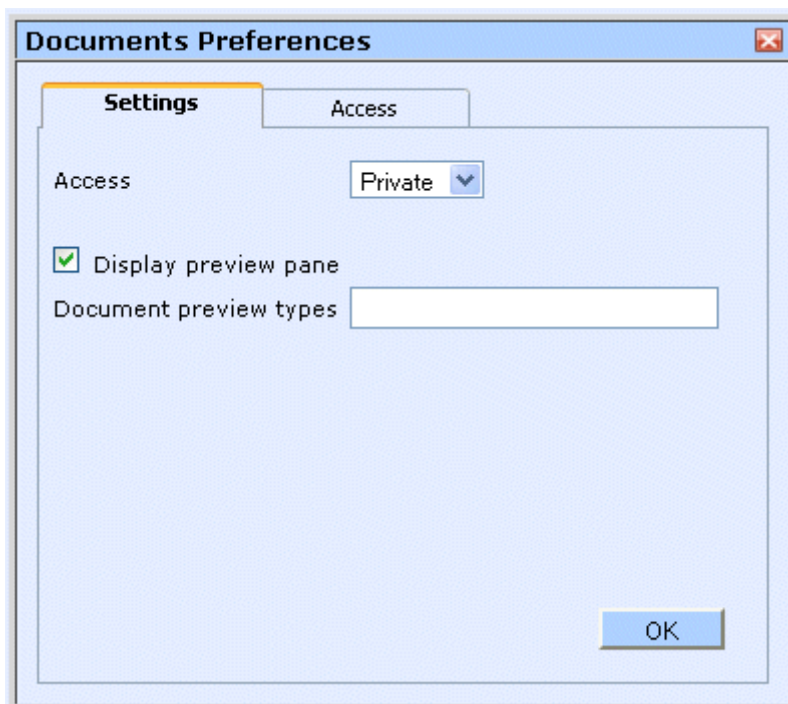 Documents Preferences
Settings Access
Access Private
Display preview pane
Document preview types
OK